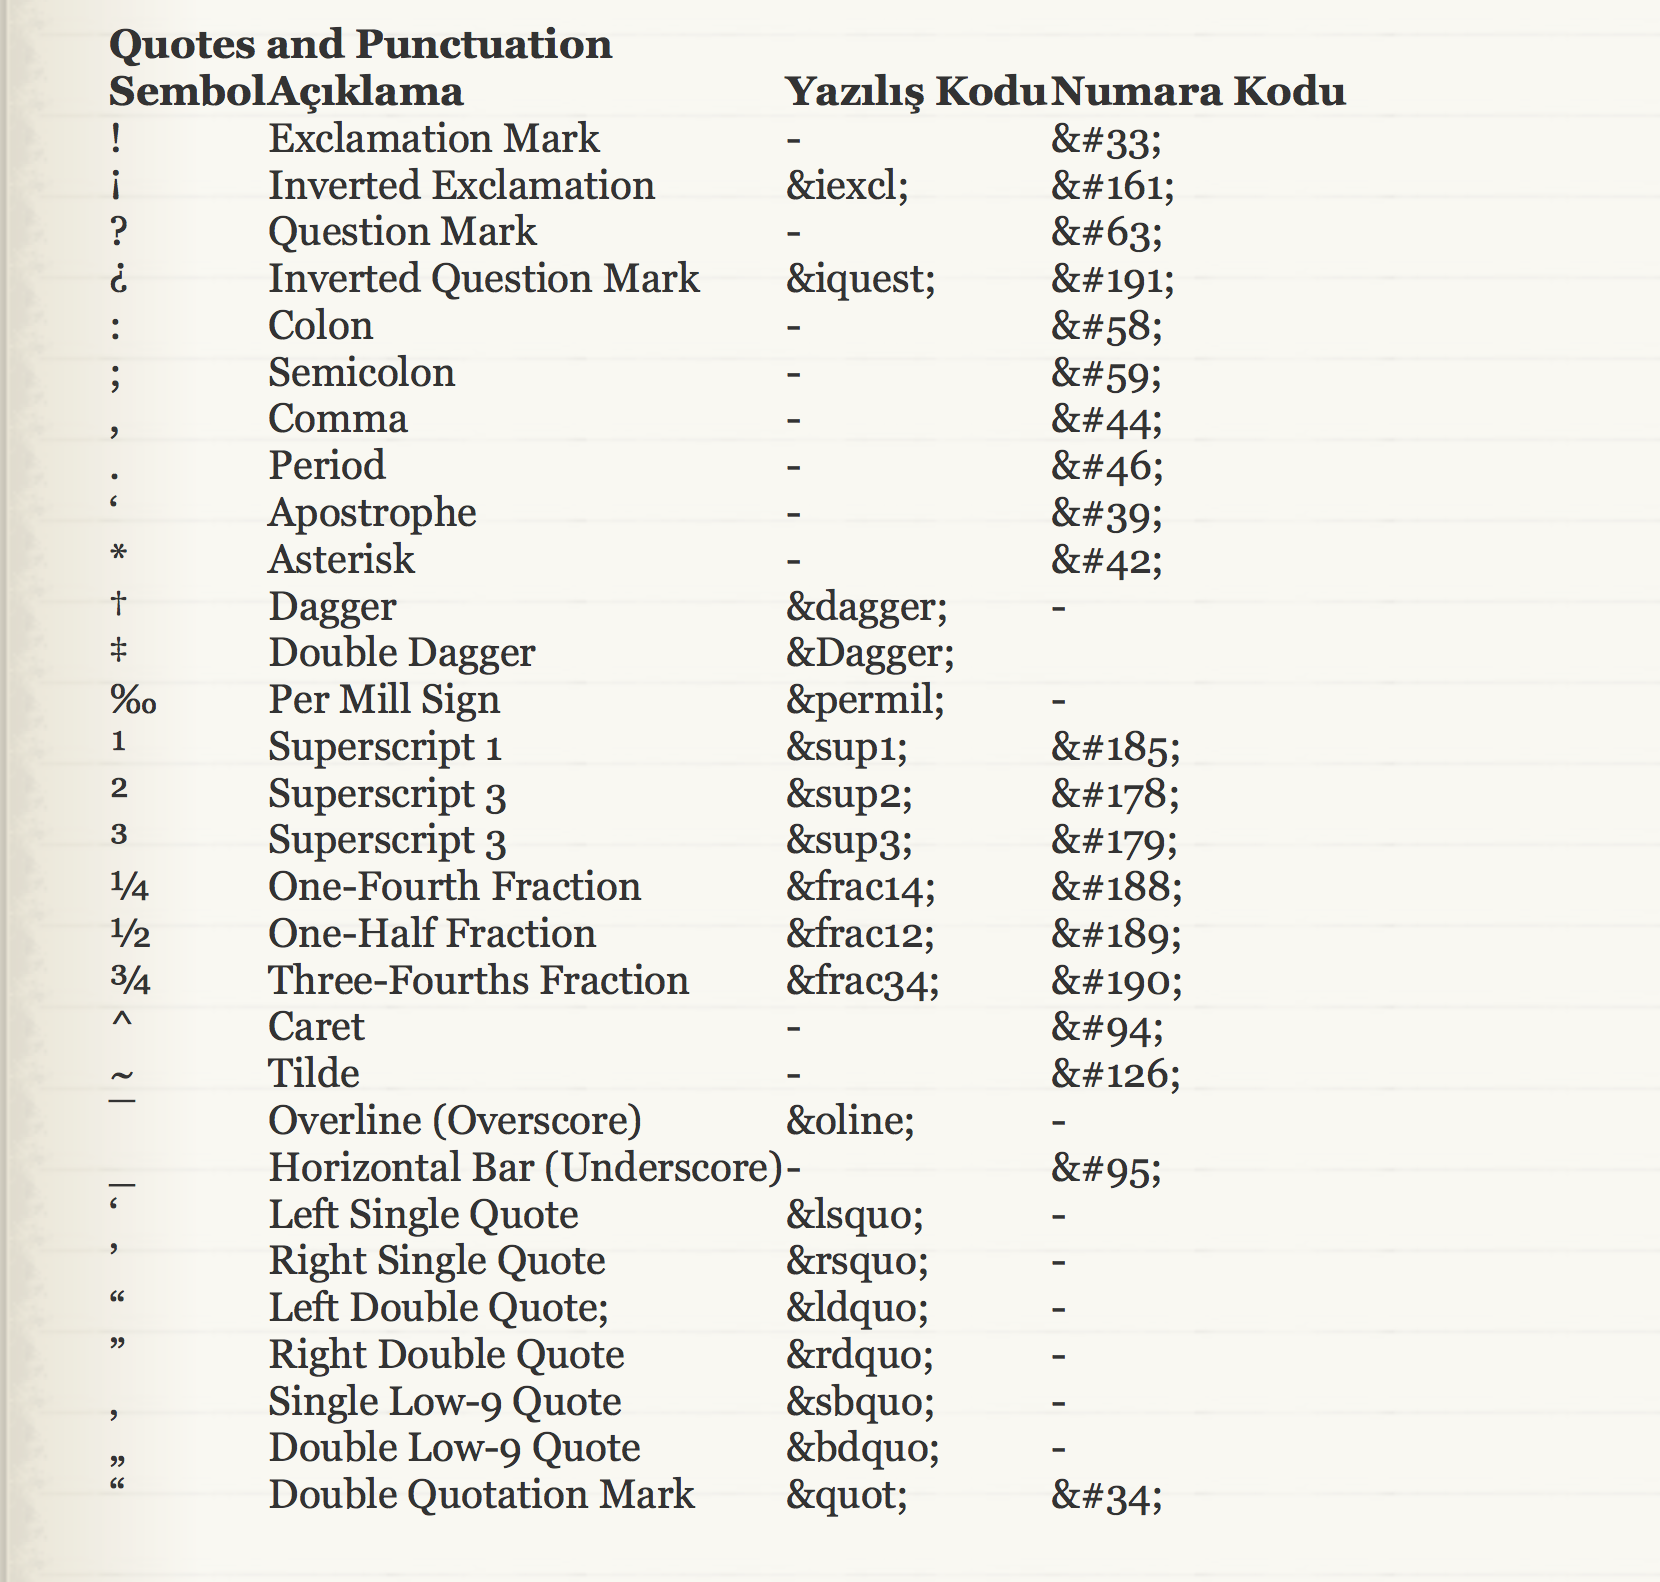 Quotes and Punctuation
Sembol Açıklama Yazılış Kodu Numara Kodu
! Exclamation Mark - &#33;
¡ Inverted Exclamation &iexcl; &#161;
? Question Mark - &#63;
¿ Inverted Question Mark &iquest; &#191;
: Colon - &#58;
; Semicolon - &#59;
, Comma - &#44;
. Period - &#46;
‘ Apostrophe - &#39;
* Asterisk - &#42;
† Dagger &dagger; -
‡ Double Dagger &Dagger;
‰ Per Mill Sign &permil; -
¹ Superscript 1 &sup1; &#185;
² Superscript 3 &sup2; &#178;
³ Superscript 3 &sup3; &#179;
¼ One-Fourth Fraction &frac14; &#188;
½ One-Half Fraction &frac12; &#189;
¾ Three-Fourths Fraction &frac34; &#190;
^ Caret - &#94;
~ Tilde - &#126;
‾ Overline (Overscore) &oline; -
_ Horizontal Bar (Underscore) - &#95;
‘ Left Single Quote &lsquo; -
’ Right Single Quote &rsquo; -
“ Left Double Quote; &ldquo; -
” Right Double Quote &rdquo; -
‚ Single Low-9 Quote &sbquo; -
„ Double Low-9 Quote &bdquo; -
“ Double Quotation Mark &quot; &#34;